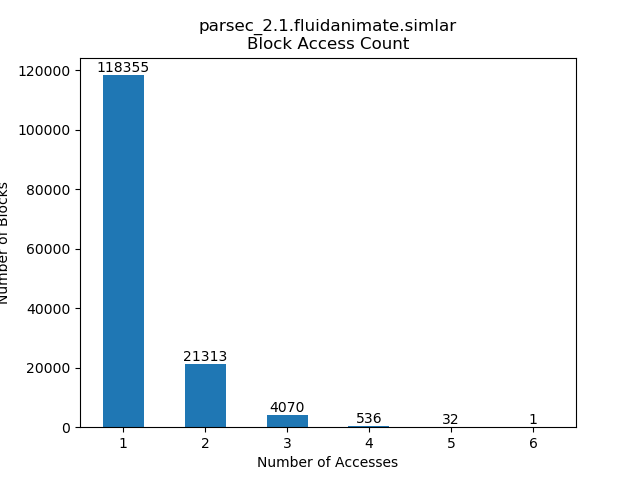 parsec_2.1.fluidanimate.simlar
Block Access Count
118355
21313
4070
536
32
1
120000
100000
80000
60000
40000
20000
0
Number of Blocks
1 2 3 4 5 6
Number of Accesses